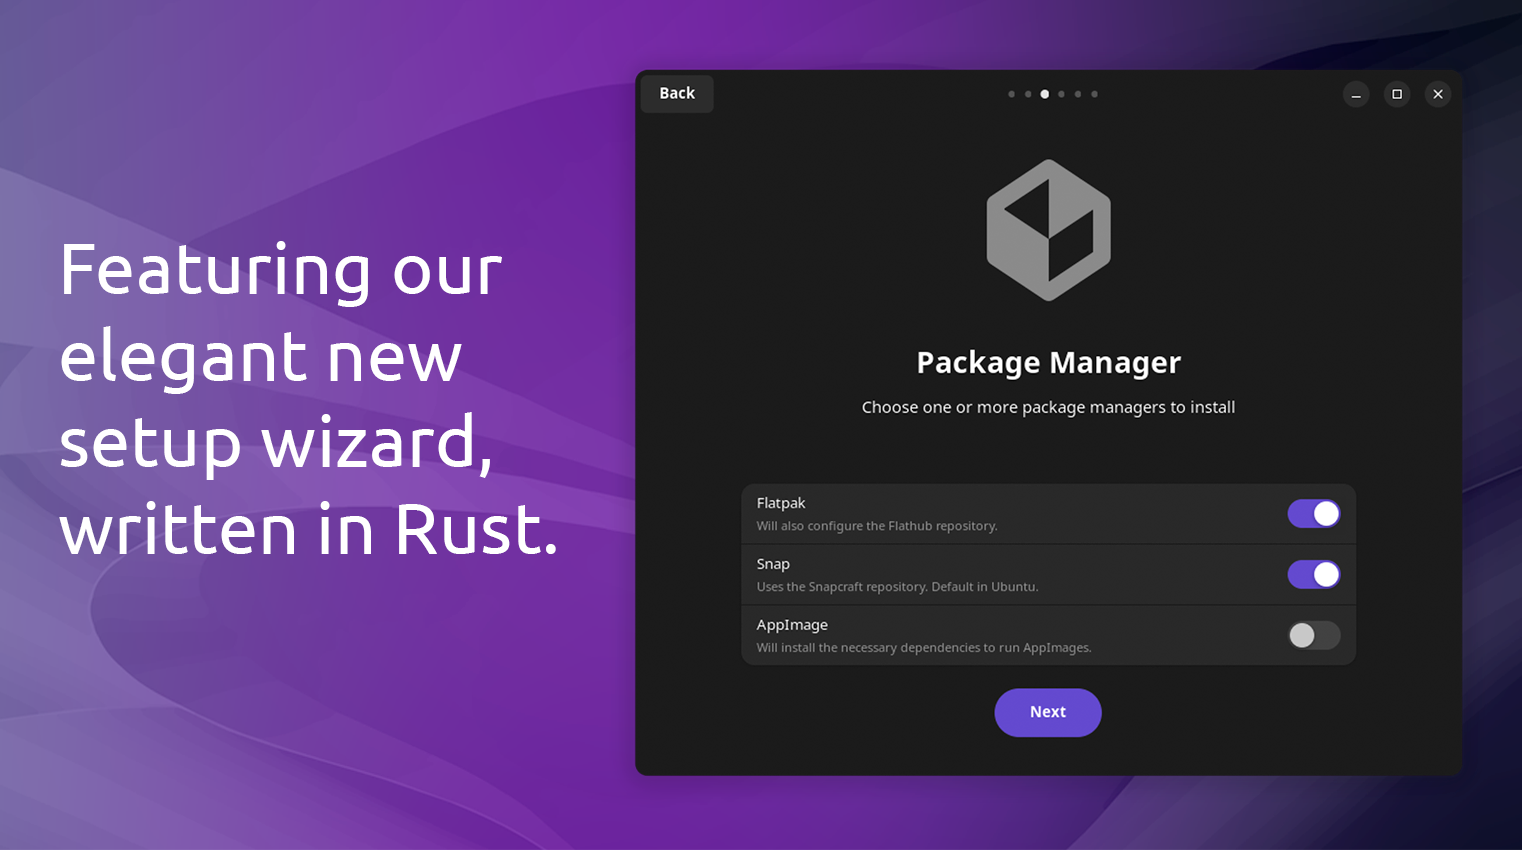 Featuring our
elegant new
setup wizard,
written in Rust.
Back
Package Manager
Choose one or more package managers to install
Flatpak
Will also configure the Flathub repository.
Snap
Uses the Snapcraft repository. Default in Ubuntu.
AppImage
Will install the necessary dependencies to run AppImages.
Next